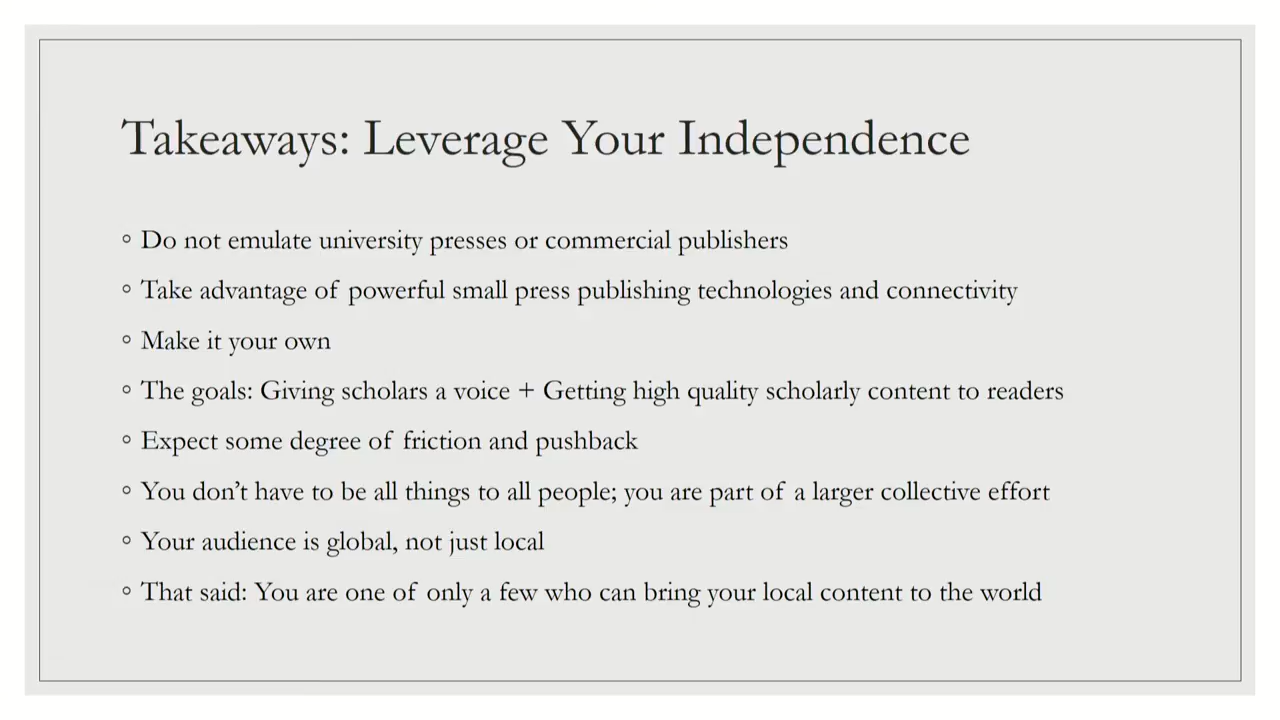 Takeaways: Leverage Your Independence
◦ Do not emulate university presses or commercial publishers
◦ Take advantage of powerful small press publishing technologies and connectivity
◦ Make it your own
◦ The goals: Giving scholars a voice + Getting high quality scholarly content to readers
◦ Expect some degree of friction and pushback
◦ You don’t have to be all things to all people; you are part of a larger collective effort
◦ Your audience is global, not just local
◦ That said: You are one of only a few who can bring your local content to the world